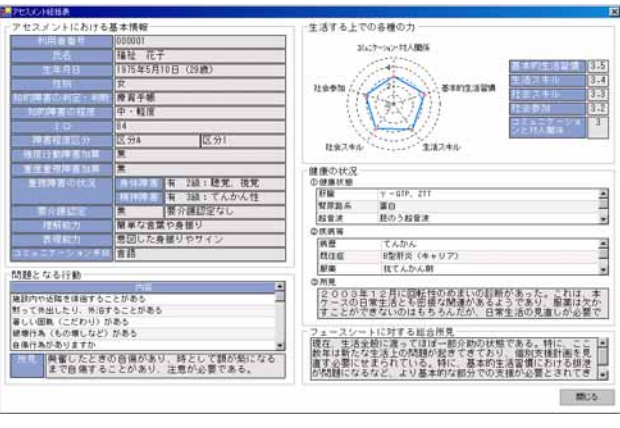 アセスメント総括表
アセスメントにおける基本情報
利用者番号 000001
氏名 福祉 花子
生年月日 1975年5月10日 (29歳)
性別 女
知的障害の判定・判断 療育手帳
知的障害の程度 中・軽度
IQ 84
障害程度区分 区分A 区分1
強度行動障害加算 無
重度重複障害加算 無
重複障害の状況 身体障害 有 2級：聴覚、視覚
精神障害 有 3級：てんかん性
要介護認定 無 要介護認定なし
理解能力 簡単な言葉や身振り
表現能力 意図した身振りやサイン
コミュニケーション手段 言語
問題となる行動
内容
施設内や近隣を徘徊することがある
黙って外出したり、外泊することがある
著しい固執（こだわり）がある
破壊行為（もの壊しなど）がある
自傷行為がありますか
所見 興奮したときの自傷があり、時として額が紫になるまで自傷することがあり、注意が必要である。
生活する上での各種の力
コミュニケーション・対人関係
基本的生活習慣
生活スキル
社会スキル
社会参加
基本的生活習慣 3.5
生活スキル 3.4
社会スキル 3.3
社会参加 3.2
コミュニケーションと対人関係 3
健康の状況
①健康状態
肝臓 γ－GTP、ZTT
腎尿路系 蛋白
超音波 胆のう超音波
②疾病等
病歴 てんかん
既往症 B型肝炎（キャリア）
服薬 抗てんかん剤
③所見
２００３年１２月に回転性のめまいの診断があった。これは、本
ケースの日常生活とも密接な関連があるようであり、服薬は欠か
すことができないのはもちろんだが、日常生活の見直しが必要で
フェースシートに対する総合所見
現在、生活全般に渡ってほぼ一部介助の状態である。特に、ここ
数年は新たな生活上の問題が起きてきており、個別支援計画を見
直す必要にせまられている。特に、基本的生活習慣における排泄
が問題になるなど、より基本的な部分での支援が必要とされてき
閉じる